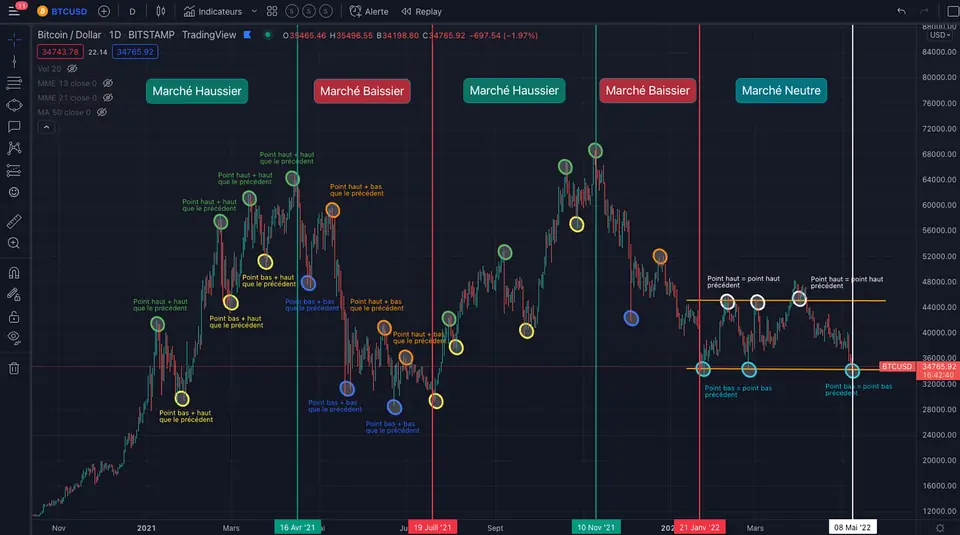 11
BTCUSD
D
Indicateurs
Alerte
Replay
Bitcoin / Dollar · 1D · BITSTAMP · TradingView
O35465.46 H35496.55 B34198.80 C34765.92 −697.54 (−1.97%)
34743.78 22.14 34765.92
Vol 20
MME 13 close 0
MME 21 close 0
MA 50 close 0
USD
Marché Haussier
Marché Baissier
Marché Haussier
Marché Baissier
Marché Neutre
Point haut + haut
que le précédent
Point haut + haut
que le précédent
Point haut + haut
que le précédent
Point haut + haut
que le précédent
Point haut + bas
que le précédent
Point bas + haut
que le précédent
Point bas + haut
que le précédent
Point bas + haut
que le précédent
Point bas + bas
que le précédent
Point haut + bas
que le précédent
Point haut + bas
que le précédent
Point bas + bas
que le précédent
Point bas + bas
que le précédent
Point haut = point haut
précédent
Point haut = point haut
précédent
Point bas = point bas
précédent
Point bas = point bas
précédent
88000.00
84000.00
80000.00
76000.00
72000.00
68000.00
64000.00
60000.00
56000.00
52000.00
48000.00
44000.00
40000.00
36000.00
BTCUSD 34765.92
16:42:40
32000.00
28000.00
24000.00
20000.00
16000.00
12000.00
Nov
2021
Mars
16 Avr '21
19 Juill '21
Sept
10 Nov '21
21 Janv '22
Mars
08 Mai '22